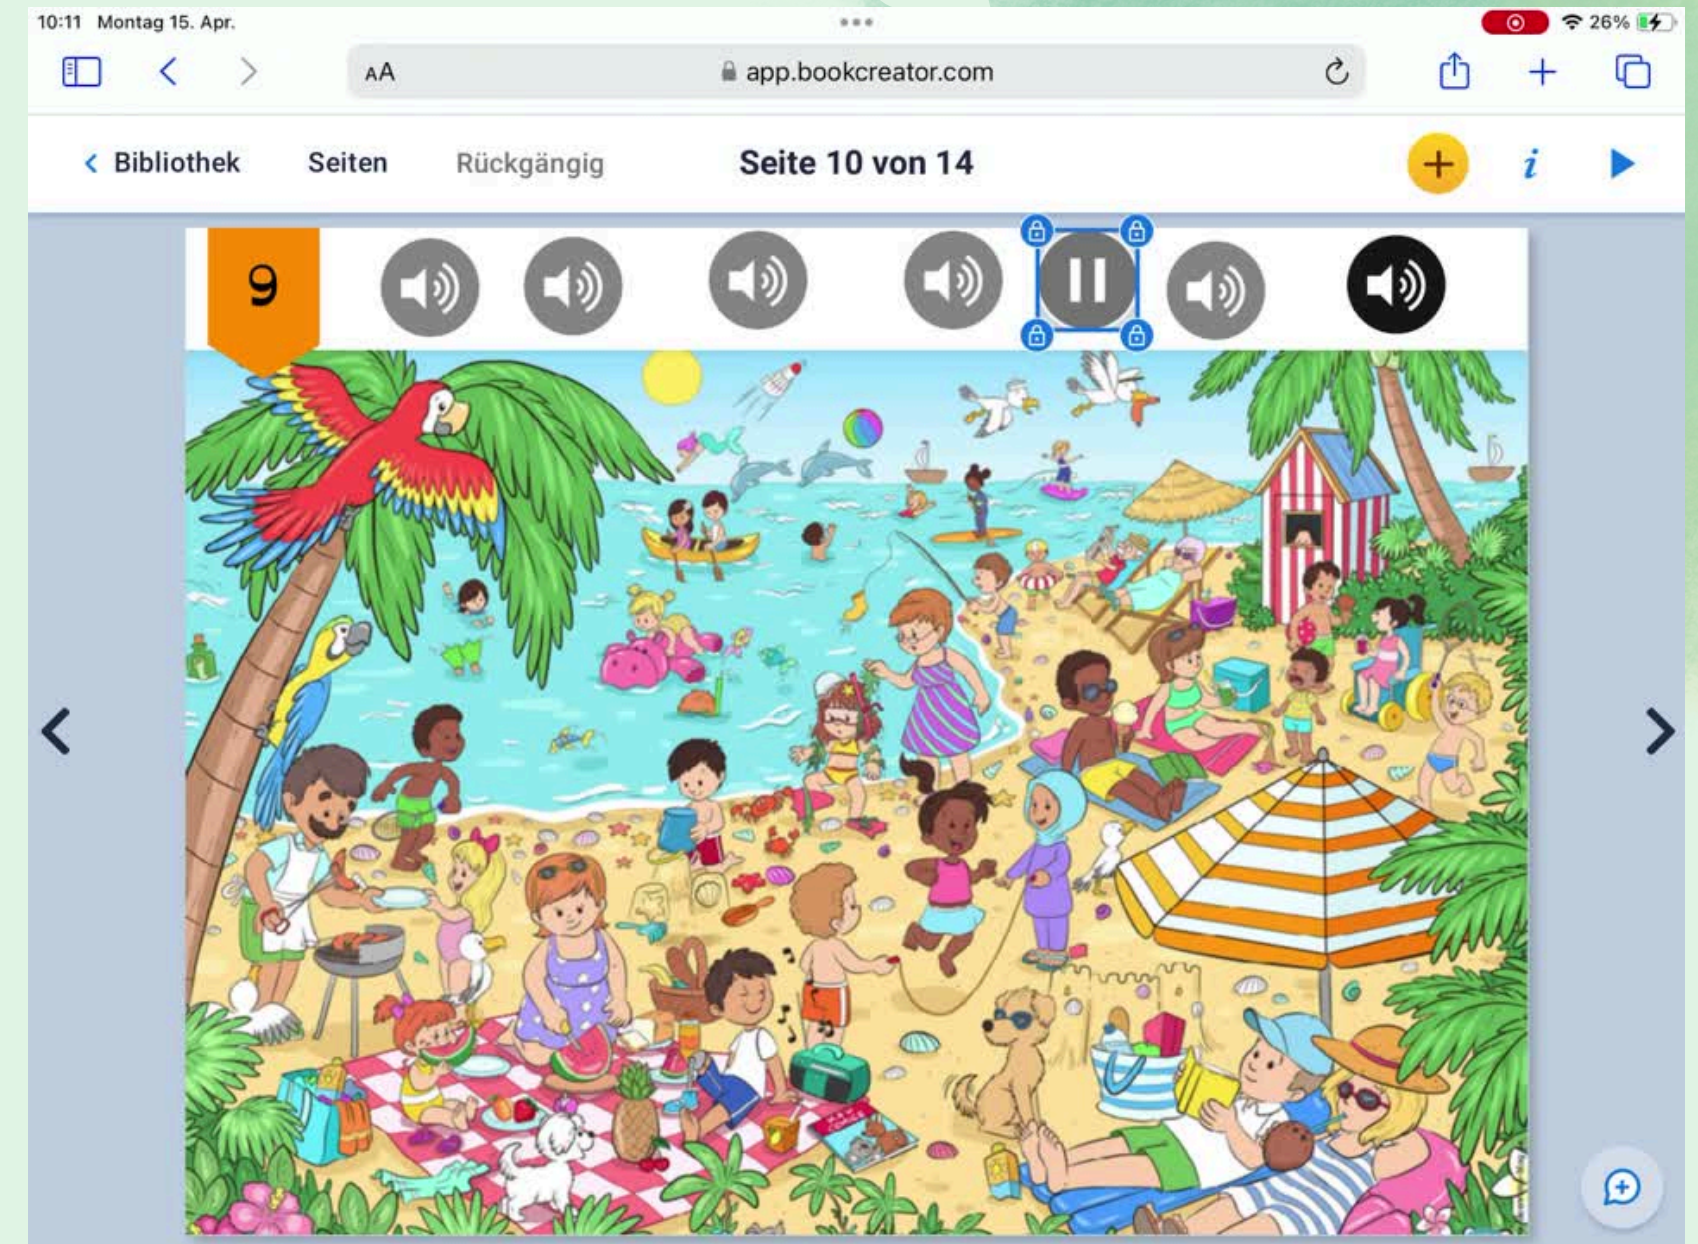 10:11 Montag 15. Apr.
26%
AA
app.bookcreator.com
Bibliothek
Seiten
Rückgängig
Seite 10 von 14
i
9